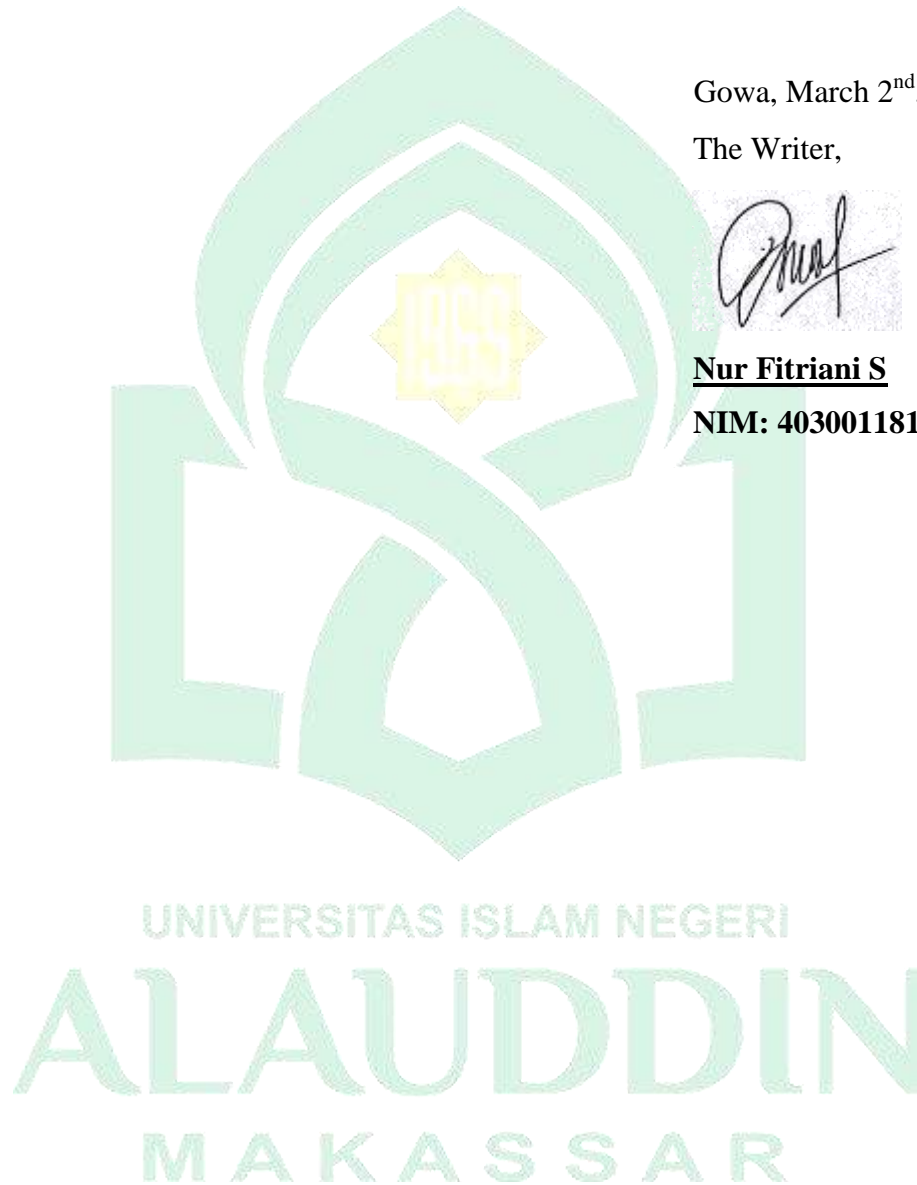 Gowa, March 2nd
The Writer,
Nur Fitriani S
NIM: 403001181
1965
UNIVERSITAS ISLAM NEGERI
ALAUDDIN
MAKASSAR